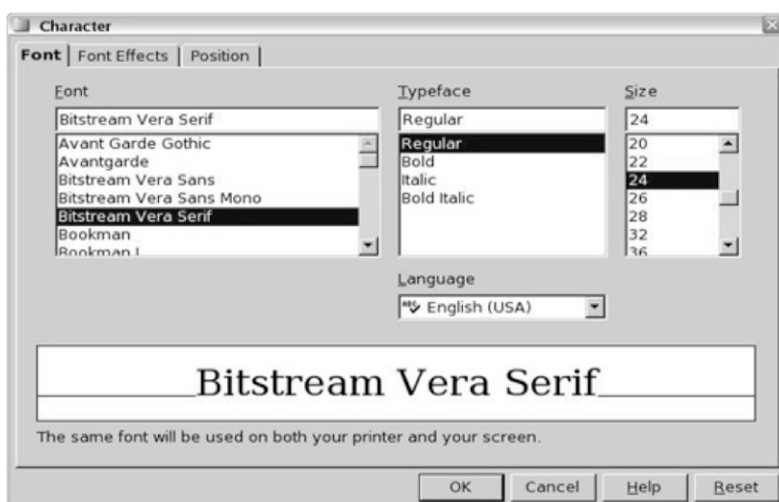 Character
Font Font Effects Position
Font Typeface Size
Bitstream Vera Serif Regular 24
Avant Garde Gothic Regular 20
Avantgarde Bold 22
Bitstream Vera Sans Italic 24
Bitstream Vera Sans Mono Bold Italic 26
Bitstream Vera Serif 28
Bookman 32
Bookman L 36
Language
ABC English (USA)
Bitstream Vera Serif
The same font will be used on both your printer and your screen.
OK Cancel Help Reset